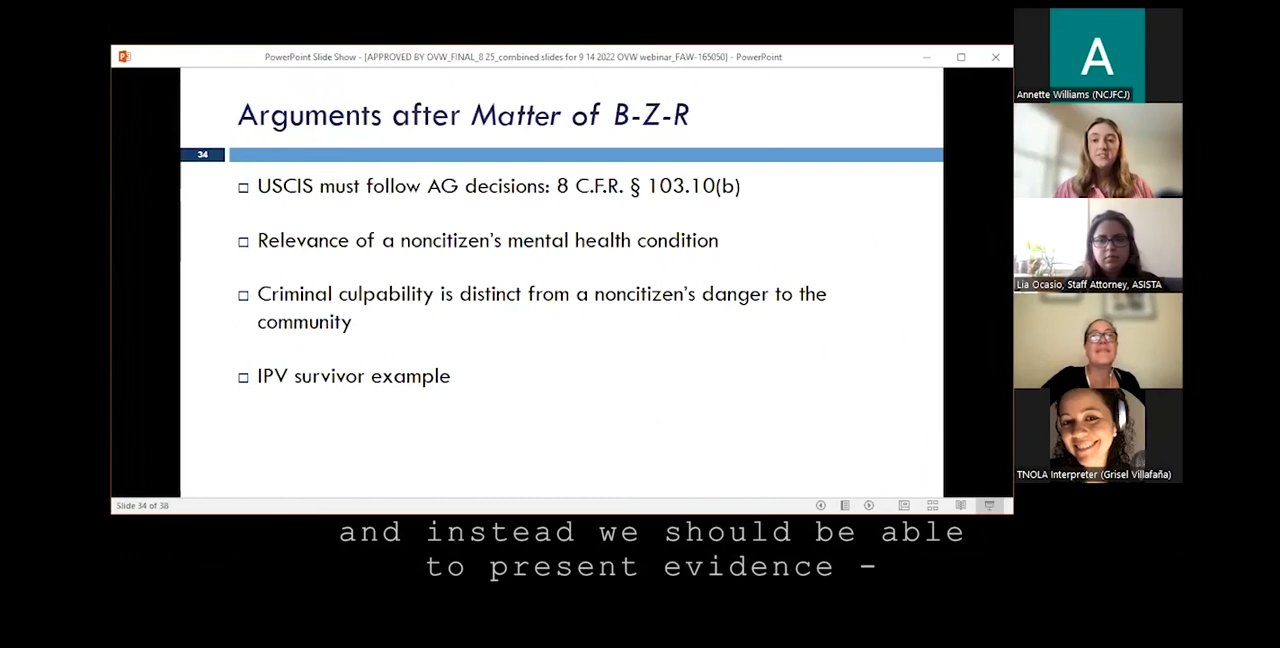 PowerPoint Slide Show - [APPROVED BY OVW_FINAL_8 25_combined slides for 9 14 2022 OVW webinar_FAW-165050] - PowerPoint
Arguments after Matter of B-Z-R
34
□ USCIS must follow AG decisions: 8 C.F.R. § 103.10(b)
□ Relevance of a noncitizen's mental health condition
□ Criminal culpability is distinct from a noncitizen's danger to the
community
□ IPV survivor example
Slide 34 of 38
A
Annette Williams (NCJFCJ)
Lia Ocasio, Staff Attorney, ASISTA
TNOLA Interpreter (Grisel Villafaña)
and instead we should be able
to present evidence -